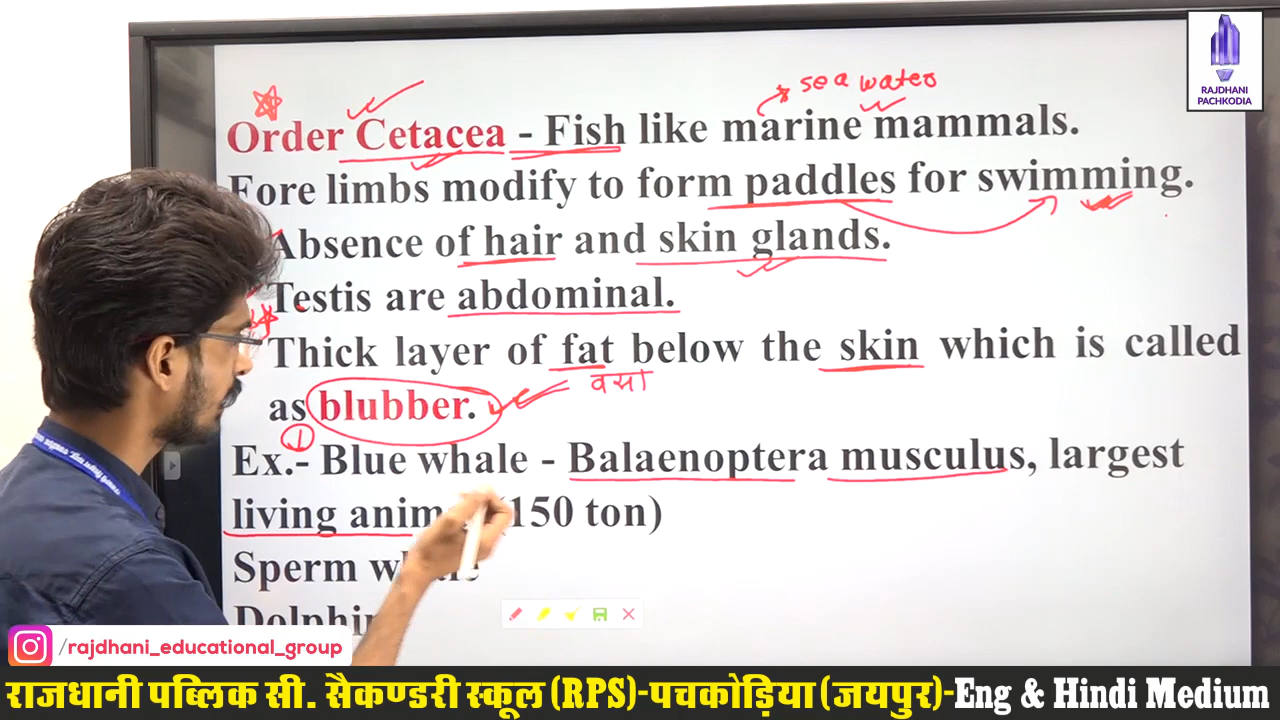 sea water
RAJDHANI
PACHKODIA
Order Cetacea - Fish like marine mammals.
Fore limbs modify to form paddles for swimming.
Absence of hair and skin glands.
Testis are abdominal.
Thick layer of fat below the skin which is called
वसा
as blubber.
①
Ex.- Blue whale - Balaenoptera musculus, largest
living (150 ton)
Sperm
/rajdhani_educational_group
राजधानी पब्लिक सी. सैकण्डरी स्कूल (RPS)-पचकोड़िया (जयपुर)-Eng & Hindi Medium